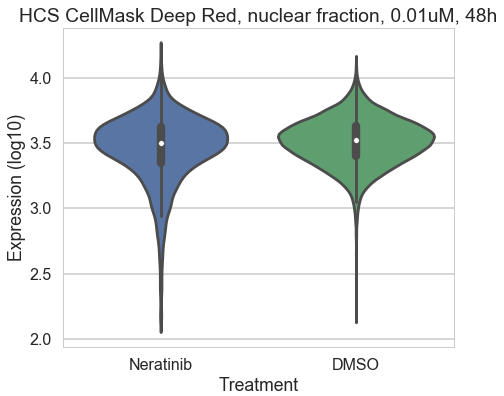 HCS CellMask Deep Red, nuclear fraction, 0.01uM, 48h
4.0
3.5
3.0
2.5
2.0
Expression (log10)
Neratinib DMSO
Treatment